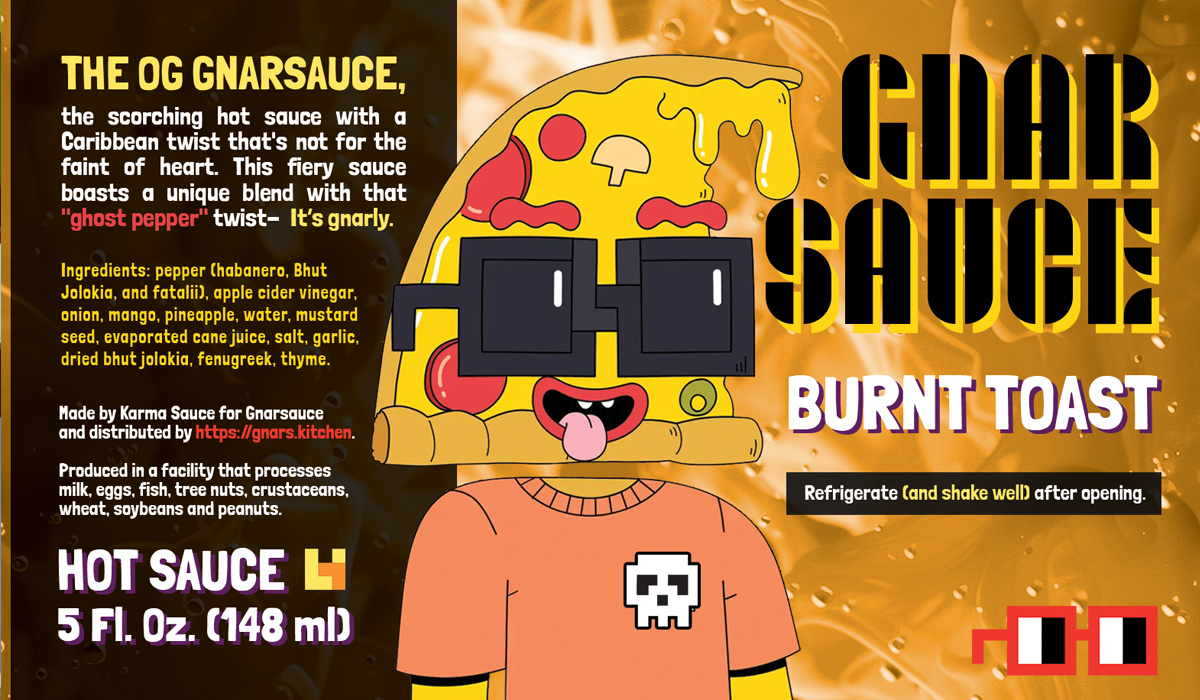 THE OG GNARSAUCE,
the scorching hot sauce with a
Caribbean twist that's not for the
faint of heart. This fiery sauce
boasts a unique blend with that
"ghost pepper" twist– It's gnarly.
Ingredients: pepper (habanero, Bhut
Jolokia, and fatalii), apple cider vinegar,
onion, mango, pineapple, water, mustard
seed, evaporated cane juice, salt, garlic,
dried bhut jolokia, fenugreek, thyme.
Made by Karma Sauce for Gnarsauce
and distributed by https://gnars.kitchen.
Produced in a facility that processes
milk, eggs, fish, tree nuts, crustaceans,
wheat, soybeans and peanuts.
HOT SAUCE
5 Fl. Oz. (148 ml)
GNAR
SAUCE
BURNT TOAST
Refrigerate (and shake well) after opening.